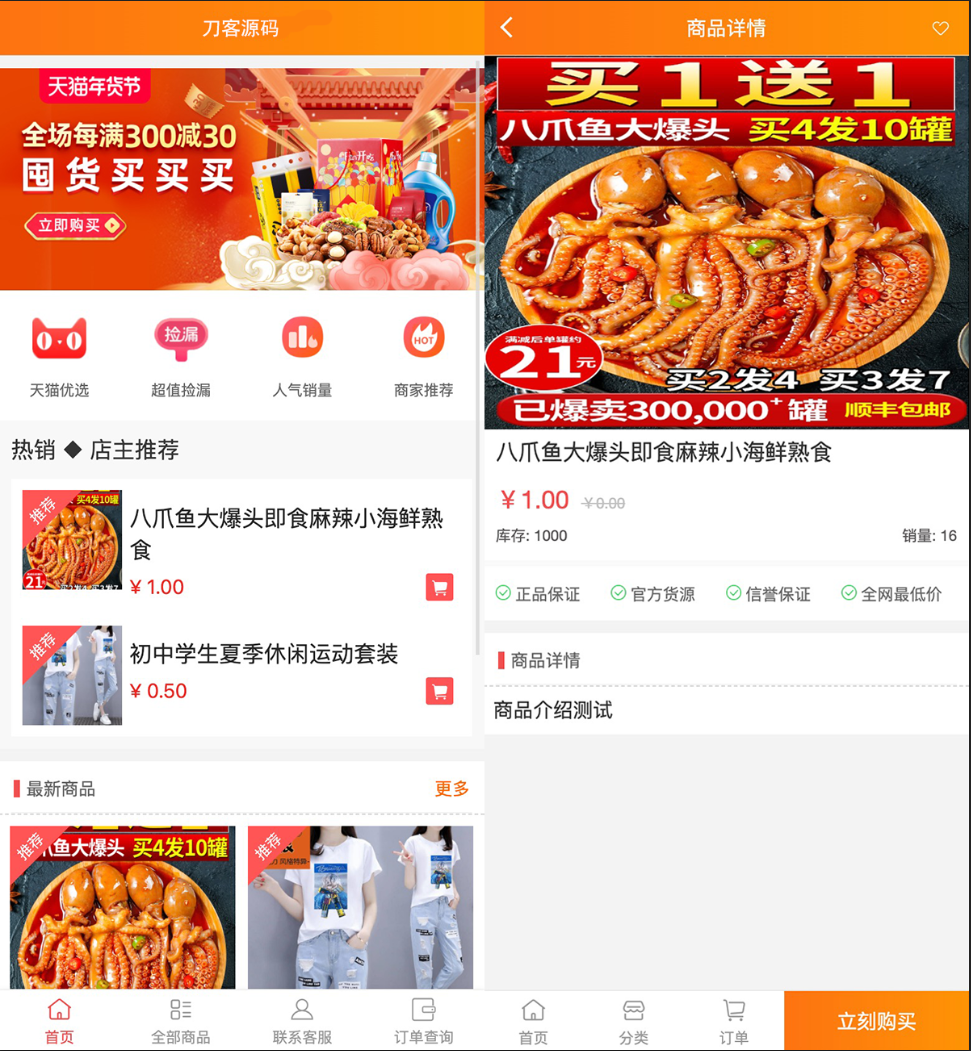 刀客源码
天猫年货节
全场每满300减30
囤货买买买
立即购买
天猫优选
捡漏
超值捡漏
人气销量
HOT
商家推荐
热销 ◆ 店主推荐
推荐
买4发10罐
21
八爪鱼大爆头即食麻辣小海鲜熟
食
¥ 1.00
推荐
初中学生夏季休闲运动套装
¥ 0.50
最新商品
更多
推荐
爪鱼大爆头 买4发10罐
推荐
首页
全部商品
联系客服
订单查询
商品详情
买1送1
八爪鱼大爆头 买4发10罐
满减后单罐约
21元
买2发4 买3发7
已爆卖300,000+罐 顺丰包邮
八爪鱼大爆头即食麻辣小海鲜熟食
¥ 1.00 ¥ 0.00
库存: 1000
销量: 16
正品保证
官方货源
信誉保证
全网最低价
商品详情
商品介绍测试
首页
分类
订单
立刻购买